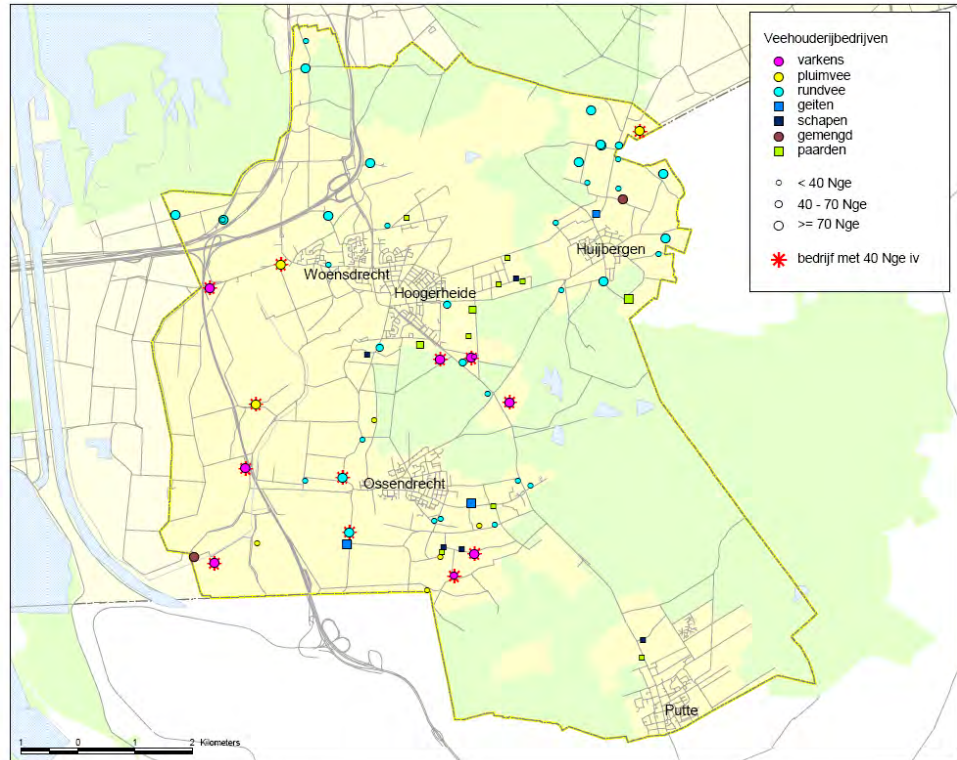 Veehouderijbedrijven
varkens
pluimvee
rundvee
geiten
schapen
gemengd
paarden
< 40 Nge
40 - 70 Nge
>= 70 Nge
bedrijf met 40 Nge iv
Huijbergen
Woensdrecht
Hoogerheide
Ossendrecht
Putte
1 0 1 2 Kilometers